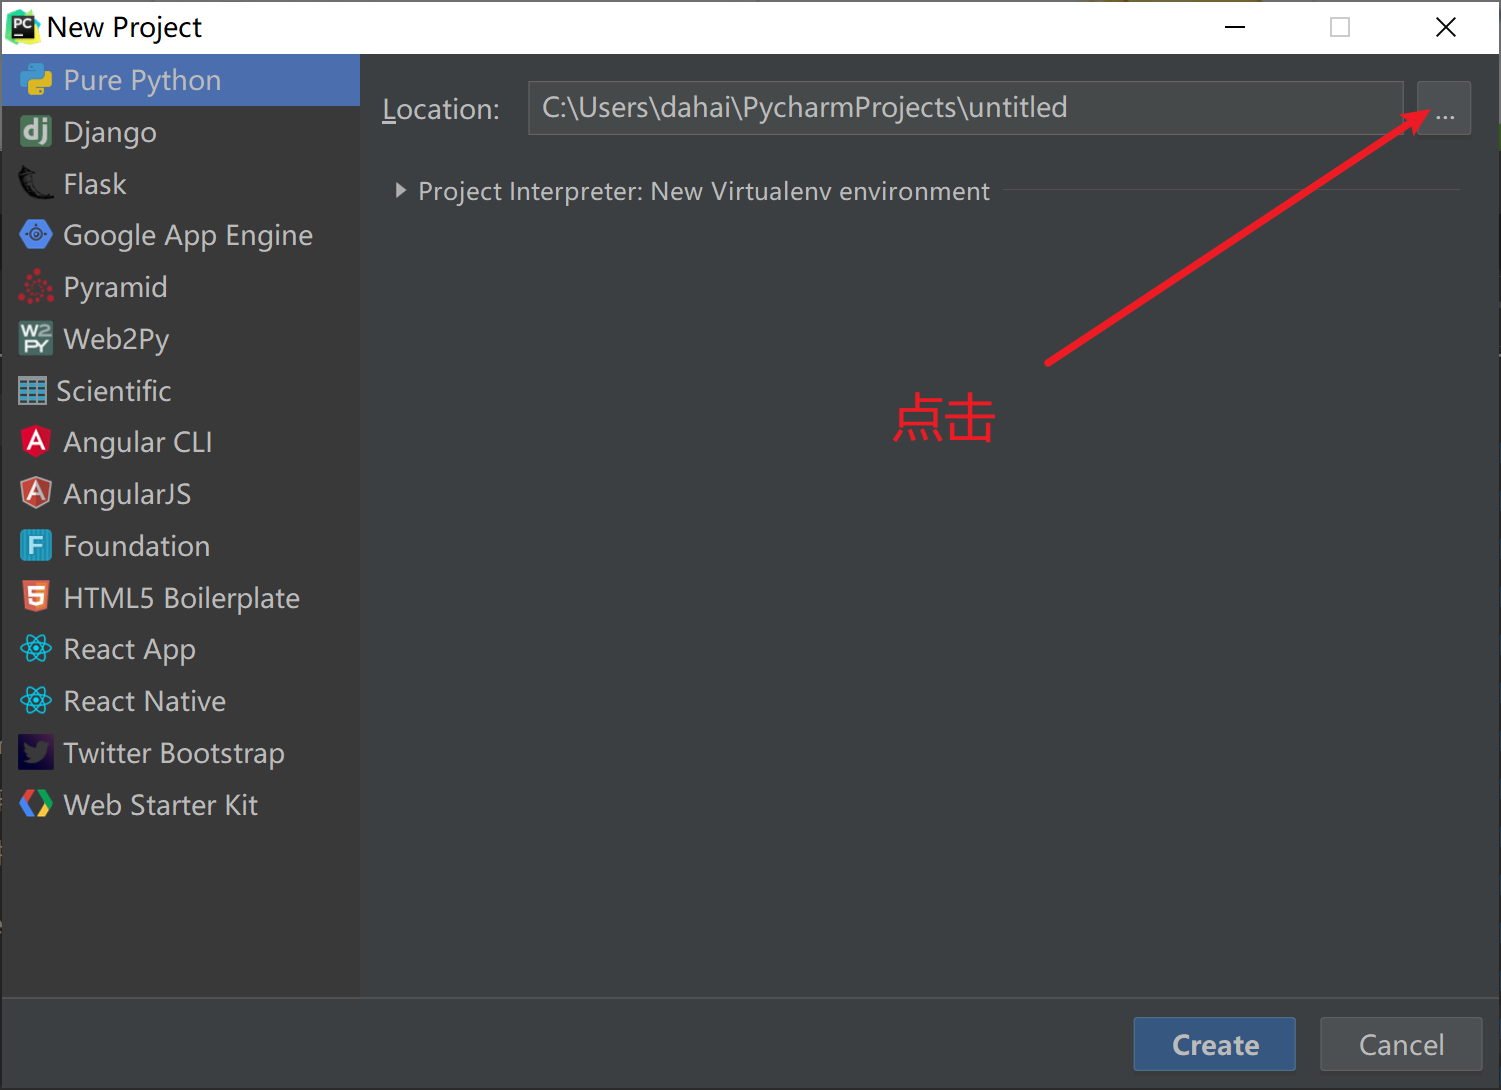 New Project
Pure Python
Django
Flask
Google App Engine
Pyramid
Web2Py
Scientific
Angular CLI
AngularJS
Foundation
HTML5 Boilerplate
React App
React Native
Twitter Bootstrap
Web Starter Kit
Location: C:\Users\dahai\PycharmProjects\untitled ...
Project Interpreter: New Virtualenv environment
点击
Create Cancel